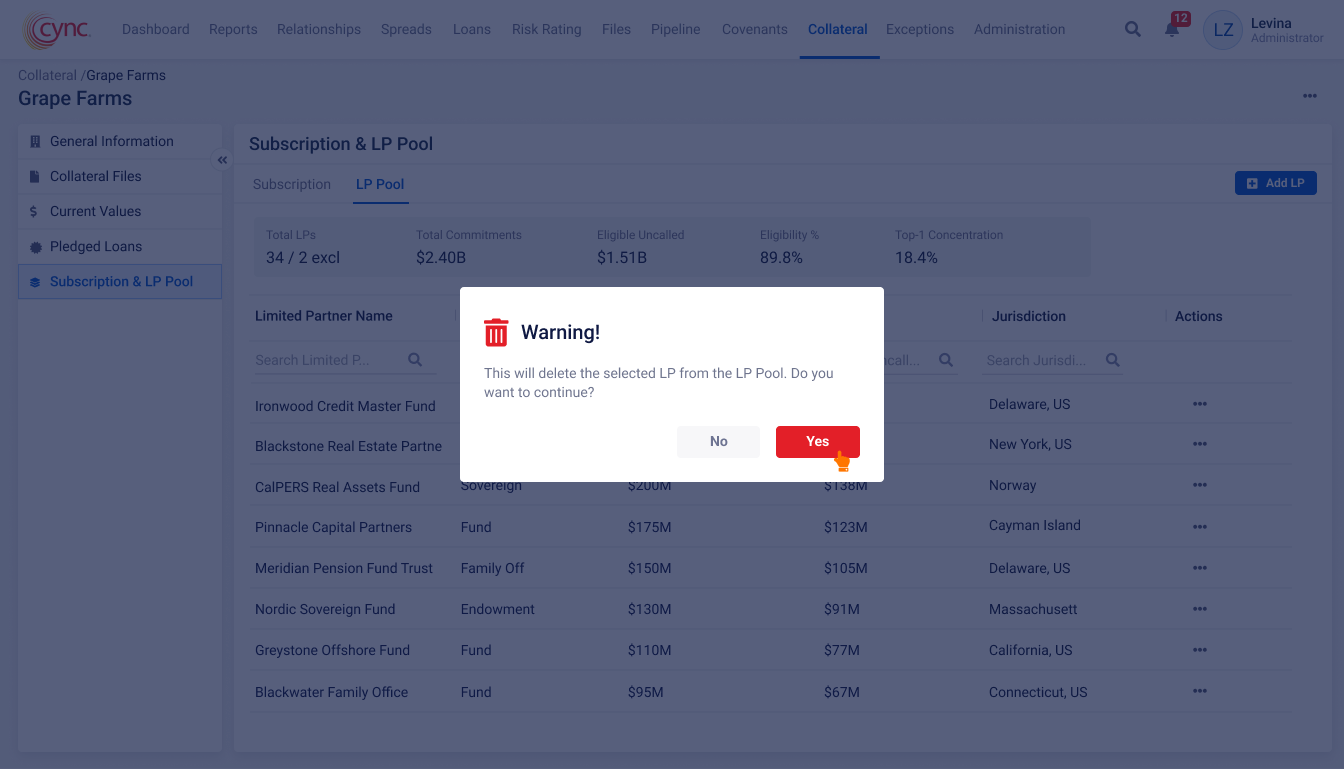 cync
Dashboard Reports Relationships Spreads Loans Risk Rating Files Pipeline Covenants Collateral Exceptions Administration
12
LZ
Levina
Administrator
Collateral /Grape Farms
Grape Farms
•••
General Information
Collateral Files
Current Values
Pledged Loans
Subscription & LP Pool
Subscription & LP Pool
Subscription LP Pool
Add LP
Total LPs Total Commitments Eligible Uncalled Eligibility % Top-1 Concentration
34 / 2 excl $2.40B $1.51B 89.8% 18.4%
Limited Partner Name Jurisdiction Actions
Search Limited P... ncall... Search Jurisdi...
Ironwood Credit Master Fund Delaware, US •••
Blackstone Real Estate Partne New York, US •••
CalPERS Real Assets Fund Sovereign $200M $138M Norway •••
Pinnacle Capital Partners Fund $175M $123M Cayman Island •••
Meridian Pension Fund Trust Family Off $150M $105M Delaware, US •••
Nordic Sovereign Fund Endowment $130M $91M Massachusett •••
Greystone Offshore Fund Fund $110M $77M California, US •••
Blackwater Family Office Fund $95M $67M Connecticut, US •••
Warning!
This will delete the selected LP from the LP Pool. Do you
want to continue?
No Yes